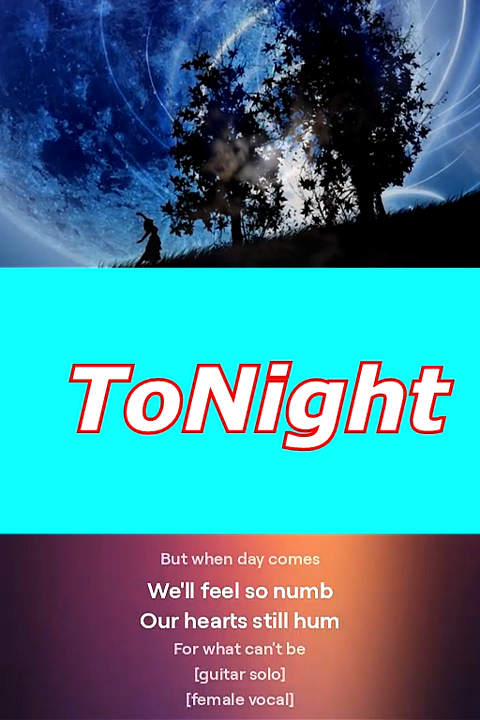 ToNight
But when day comes
We'll feel so numb
Our hearts still hum
For what can't be
[guitar solo]
[female vocal]